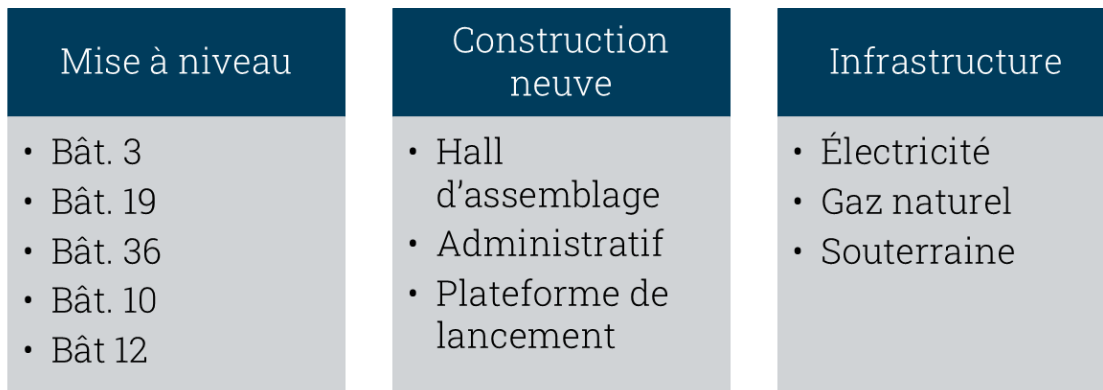 Mise à niveau
• Bât. 3
• Bât. 19
• Bât. 36
• Bât. 10
• Bât 12
Construction
neuve
• Hall
d’assemblage
• Administratif
• Plateforme de
lancement
Infrastructure
• Électricité
• Gaz naturel
• Souterraine